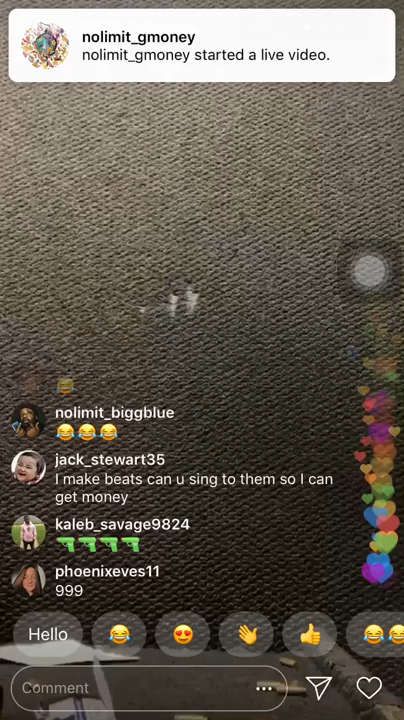 nolimit_gmoney
nolimit_gmoney started a live video.
😂
nolimit_biggblue
😂😂😂
jack_stewart35
I make beats can u sing to them so I can
get money
kaleb_savage9824
🔫🔫🔫🔫
phoenixeves11
999
Hello 😂 😍 👋 👍 😂😂
Comment